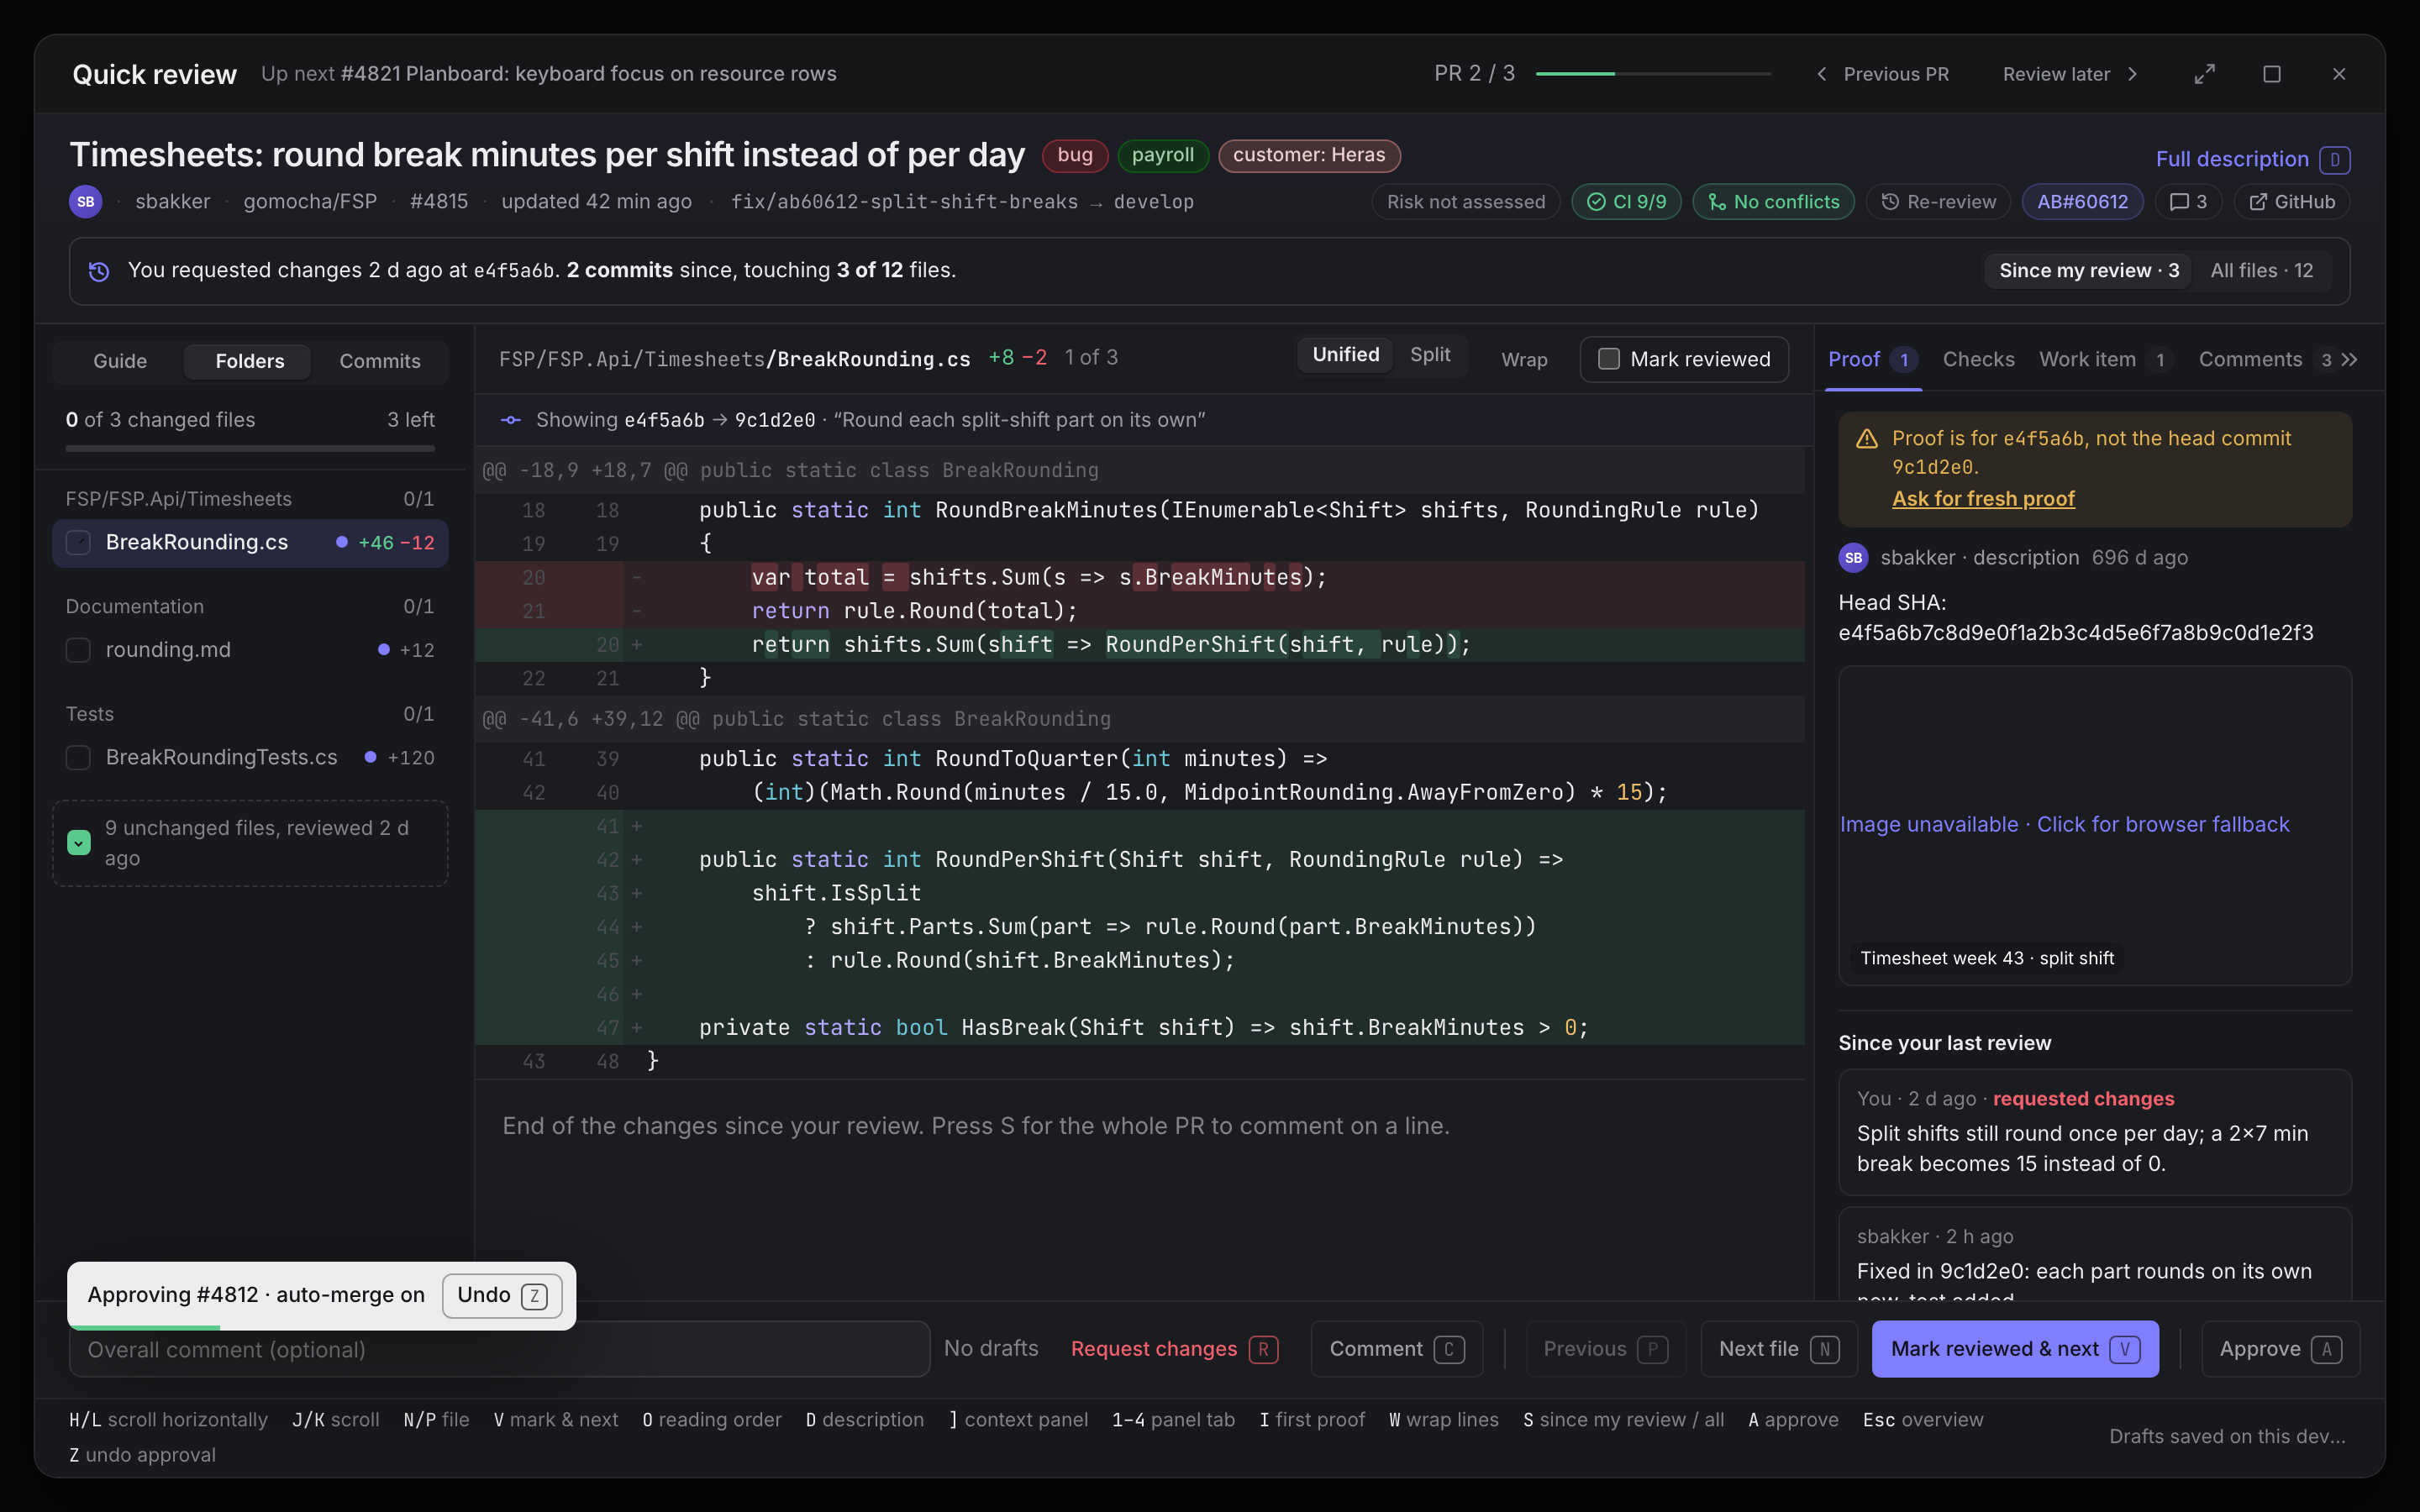 Quick review Up next #4821 Planboard: keyboard focus on resource rows PR 2 / 3 Previous PR Review later
Timesheets: round break minutes per shift instead of per day bug payroll customer: Heras Full description D
SB · sbakker · gomocha/FSP · #4815 · updated 42 min ago · fix/ab60612-split-shift-breaks → develop Risk not assessed CI 9/9 No conflicts Re-review AB#60612 3 GitHub
You requested changes 2 d ago at e4f5a6b. 2 commits since, touching 3 of 12 files. Since my review · 3 All files · 12
Guide Folders Commits
0 of 3 changed files 3 left
FSP/FSP.Api/Timesheets 0/1
BreakRounding.cs +46 −12
Documentation 0/1
rounding.md +12
Tests 0/1
BreakRoundingTests.cs +120
9 unchanged files, reviewed 2 d
ago
FSP/FSP.Api/Timesheets/BreakRounding.cs +8 −2 1 of 3 Unified Split Wrap Mark reviewed
Showing e4f5a6b → 9c1d2e0 · “Round each split-shift part on its own”
@@ -18,9 +18,7 @@ public static class BreakRounding
18 18 public static int RoundBreakMinutes(IEnumerable<Shift> shifts, RoundingRule rule)
19 19 {
20 - var total = shifts.Sum(s => s.BreakMinutes);
21 - return rule.Round(total);
20 + return shifts.Sum(shift => RoundPerShift(shift, rule));
22 21 }
@@ -41,6 +39,12 @@ public static class BreakRounding
41 39 public static int RoundToQuarter(int minutes) =>
42 40 (int)(Math.Round(minutes / 15.0, MidpointRounding.AwayFromZero) * 15);
41 +
42 + public static int RoundPerShift(Shift shift, RoundingRule rule) =>
43 + shift.IsSplit
44 + ? shift.Parts.Sum(part => rule.Round(part.BreakMinutes))
45 + : rule.Round(shift.BreakMinutes);
46 +
47 + private static bool HasBreak(Shift shift) => shift.BreakMinutes > 0;
43 48 }
End of the changes since your review. Press S for the whole PR to comment on a line.
Proof 1 Checks Work item 1 Comments 3
Proof is for e4f5a6b, not the head commit
9c1d2e0.
Ask for fresh proof
SB sbakker · description 696 d ago
Head SHA:
e4f5a6b7c8d9e0f1a2b3c4d5e6f7a8b9c0d1e2f3
Image unavailable · Click for browser fallback
Timesheet week 43 · split shift
Since your last review
You · 2 d ago · requested changes
Split shifts still round once per day; a 2×7 min
break becomes 15 instead of 0.
sbakker · 2 h ago
Fixed in 9c1d2e0: each part rounds on its own
now, test added.
Approving #4812 · auto-merge on Undo Z
Overall comment (optional) No drafts Request changes R Comment C Previous P Next file N Mark reviewed & next V Approve A
H/L scroll horizontally J/K scroll N/P file V mark & next O reading order D description ] context panel 1–4 panel tab I first proof W wrap lines S since my review / all A approve Esc overview
Z undo approval
Drafts saved on this dev…